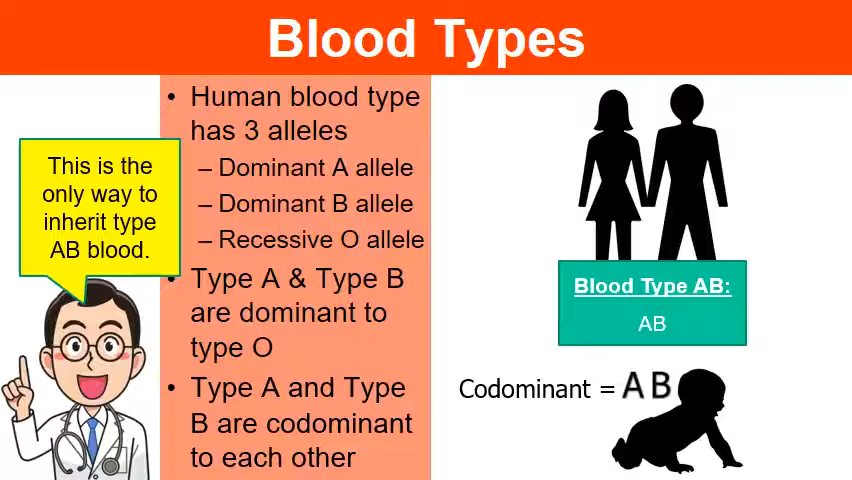 Blood Types
• Human blood type
has 3 alleles
– Dominant A allele
– Dominant B allele
– Recessive O allele
• Type A & Type B
are dominant to
type O
• Type A and Type
B are codominant
to each other
This is the
only way to
inherit type
AB blood.
Blood Type AB:
AB
Codominant = A B